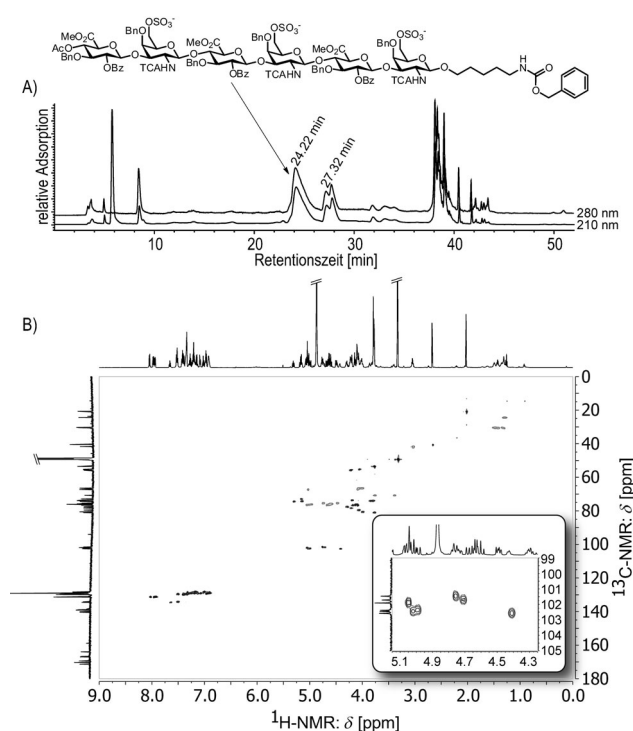 OSO₃⁻ OSO₃⁻ OSO₃⁻
MeO₂C BnO MeO₂C BnO MeO₂C BnO
AcO O O O O O O O O O O O O NH O
BnO OBz TCAHN BnO OBz TCAHN BnO OBz TCAHN O
A)
relative Adsorption
24.22 min
27.32 min
280 nm
210 nm
10 20 30 40 50
Retentionszeit [min]
B)
0
20
40
60
80
100
120
140
160
180
¹³C-NMR: δ [ppm]
99
100
101
102
103
104
105
5.1 4.9 4.7 4.5 4.3
9.0 8.0 7.0 6.0 5.0 4.0 3.0 2.0 1.0 0.0
¹H-NMR: δ [ppm]